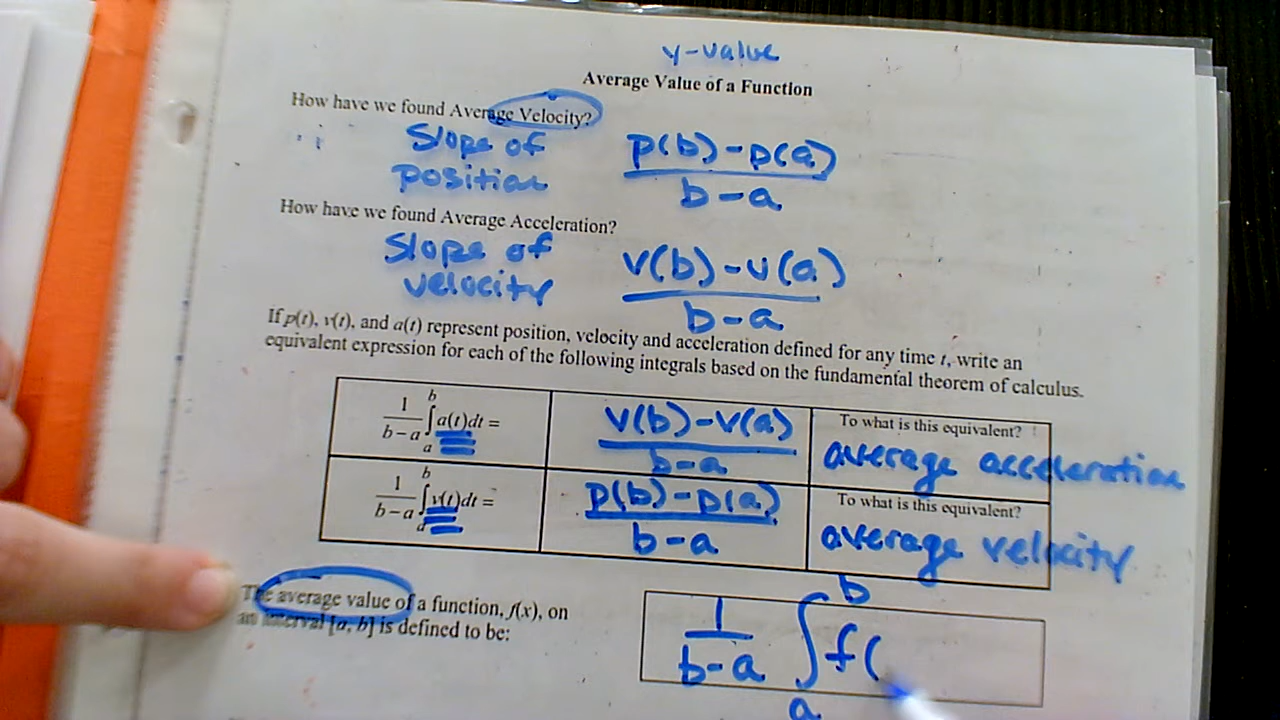 y-value
Average Value of a Function
How have we found Average Velocity?
Slope of position
p(b)-p(a)
b-a
How have we found Average Acceleration?
Slope of velocity
v(b)-v(a)
b-a
If p(t), v(t), and a(t) represent position, velocity and acceleration defined for any time t, write an
equivalent expression for each of the following integrals based on the fundamental theorem of calculus.
1/(b-a) ∫_a^b a(t)dt =
v(b)-v(a)
b-a
To what is this equivalent?
average acceleration
1/(b-a) ∫_a^b v(t)dt =
p(b)-p(a)
b-a
To what is this equivalent?
average velocity
The average value of a function, f(x), on
an interval [a, b] is defined to be:
1/(b-a) ∫_a^b f(